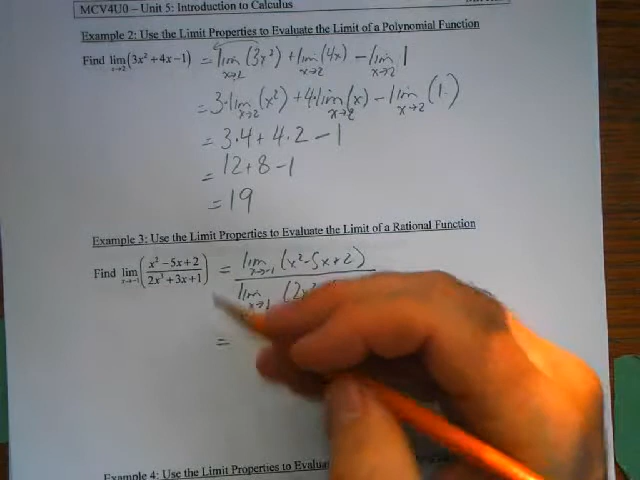 MCV4U0 – Unit 5: Introduction to Calculus
Example 2: Use the Limit Properties to Evaluate the Limit of a Polynomial Function
Find lim x→2 (3x² + 4x − 1) = lim x→2 (3x²) + lim x→2 (4x) − lim x→2 1
= 3·lim x→2 (x²) + 4·lim x→2 (x) − lim x→2 (1)
= 3·4 + 4·2 − 1
= 12 + 8 − 1
= 19
Example 3: Use the Limit Properties to Evaluate the Limit of a Rational Function
Find lim x→−1 ((x² − 5x + 2)/(2x³ + 3x + 1)) = lim x→−1 (x² − 5x + 2)
lim (2x³
=
Example 4: Use the Limit Properties to Evalua